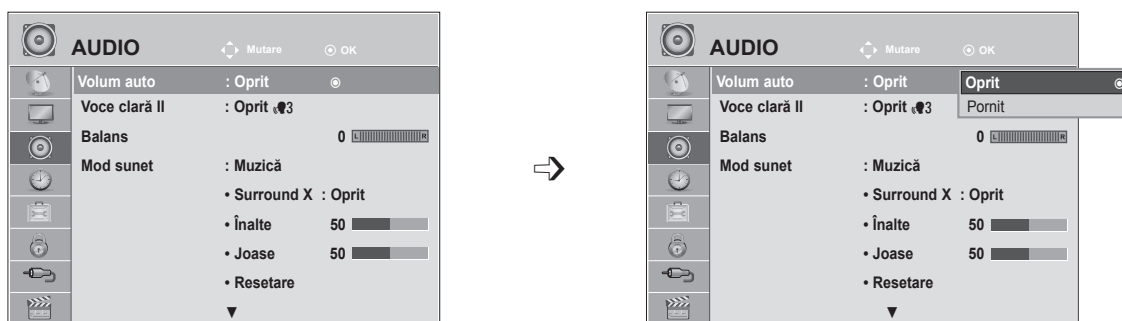 AUDIO Mutare OK
Volum auto : Oprit
Voce clară II : Oprit 3
Balans 0 L R
Mod sunet : Muzică
• Surround X : Oprit
• Înalte 50
• Joase 50
• Resetare
▼
AUDIO Mutare OK
Volum auto : Oprit
Oprit
Pornit
Voce clară II : Oprit 3
Balans 0 L R
Mod sunet : Muzică
• Surround X : Oprit
• Înalte 50
• Joase 50
• Resetare
▼